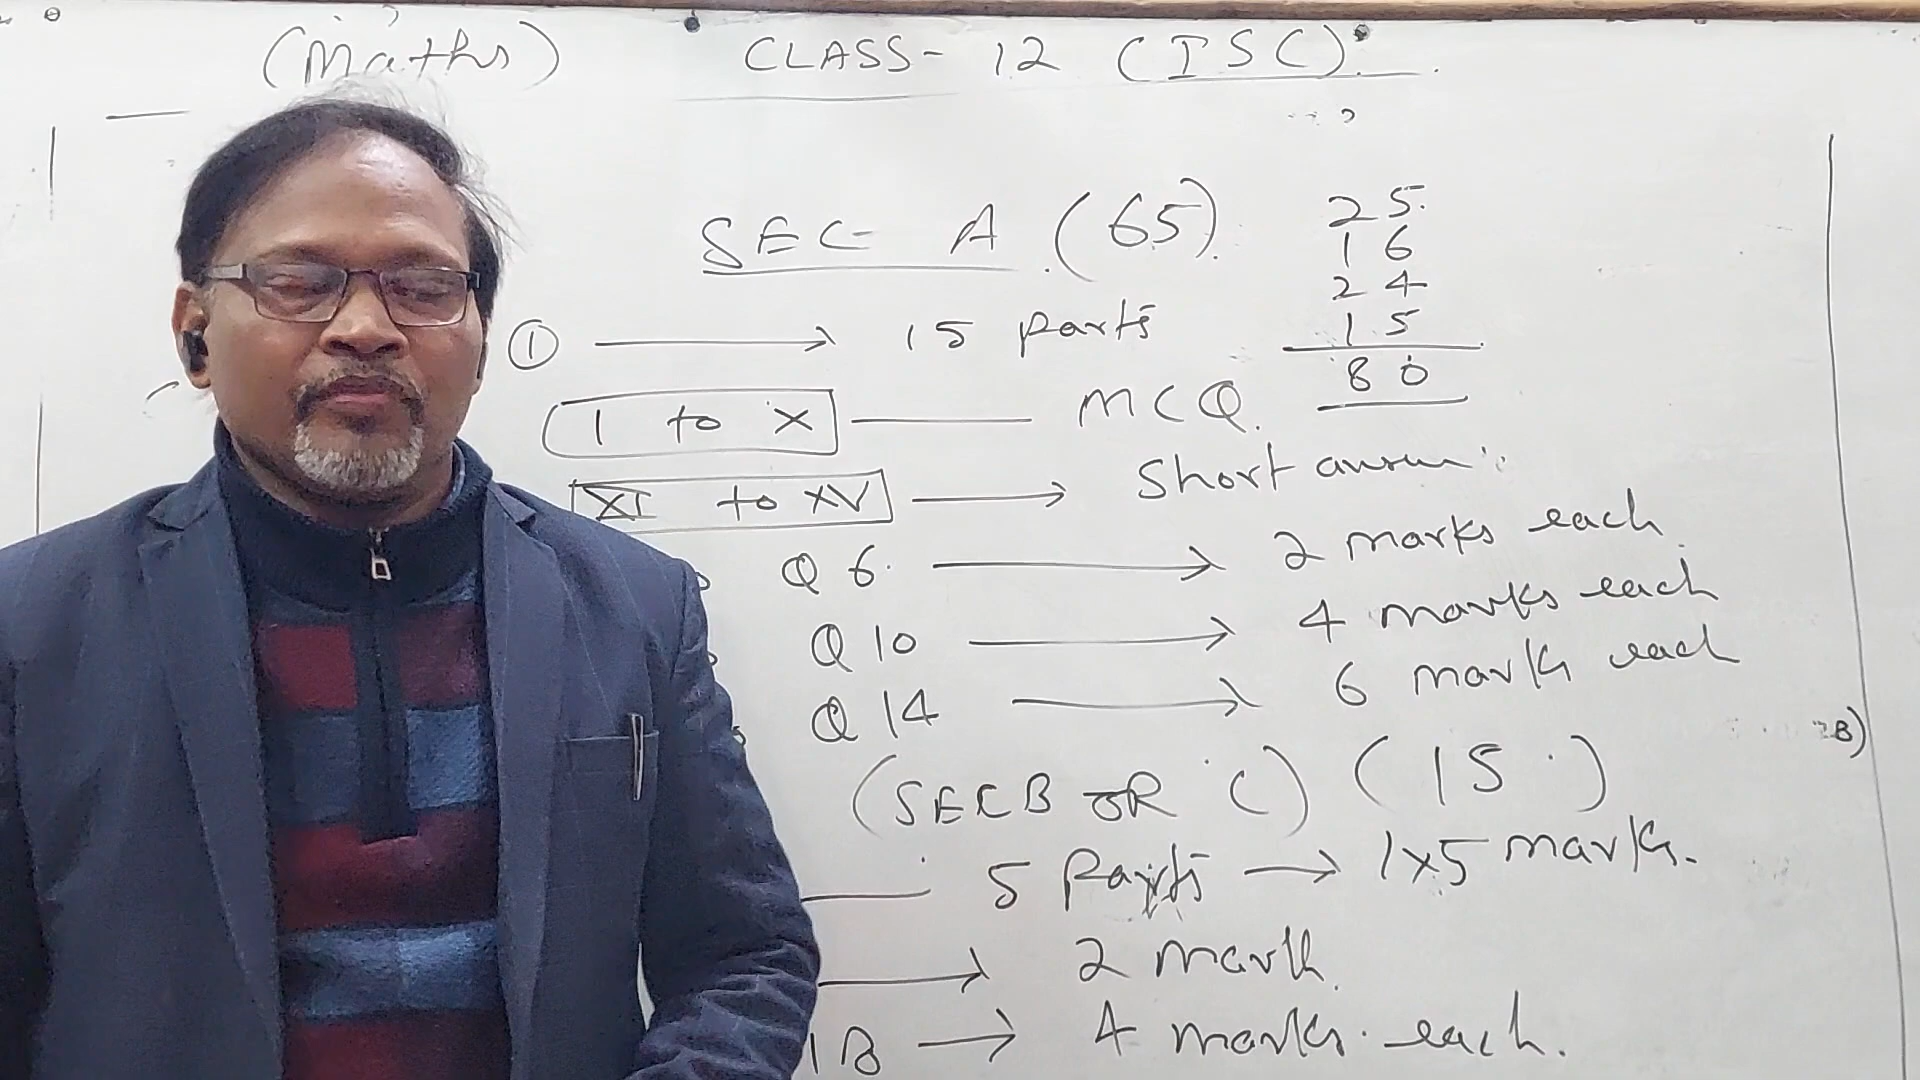 (Maths) CLASS- 12 (ISC)
SEC A (65)
25
16
24
15
80
① → 15 parts
I to X — MCQ.
XI to XV → Short answer
Q 6. → 2 marks each.
Q 10 → 4 marks each
Q 14 → 6 marks each
(SEC B OR C) (15)
5 Parts → 1x5 marks.
→ 2 mark.
18 → 4 marks. each.
B)